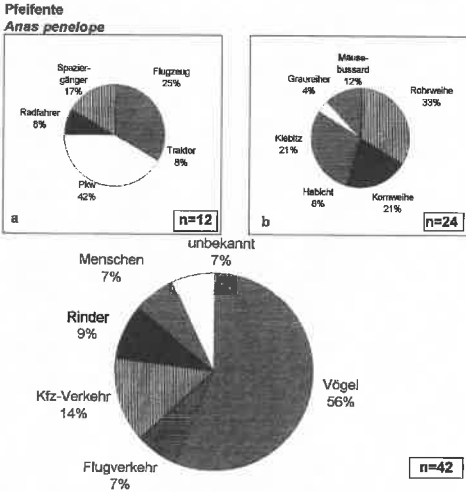 Pfeifente
Anas penelope
Spazier-
gänger
17%
Flugzeug
25%
Radfahrer
8%
Traktor
8%
Pkw
42%
a
n=12
Mäuse-
bussard
12%
Graureiher
4%
Rohrweihe
33%
Kiebitz
21%
Habicht
8%
Kornweihe
21%
b
n=24
unbekannt
7%
Menschen
7%
Rinder
9%
Kfz-Verkehr
14%
Vögel
56%
Flugverkehr
7%
n=42